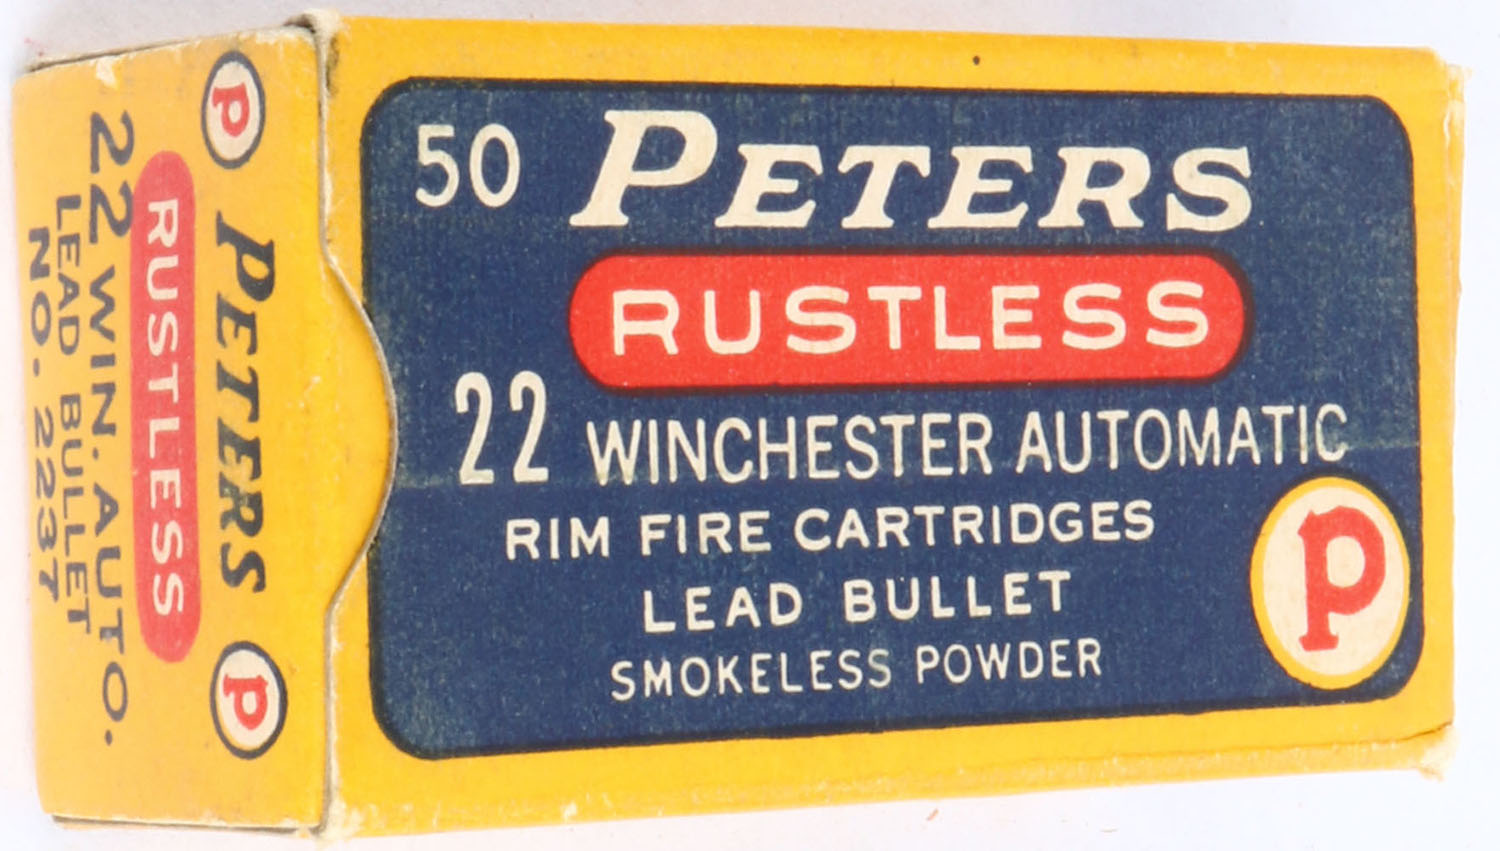 50 PETERS
RUSTLESS
22 WINCHESTER AUTOMATIC
RIM FIRE CARTRIDGES
LEAD BULLET
SMOKELESS POWDER
P
P PETERS P
RUSTLESS
22 WIN. AUTO.
LEAD BULLET
NO. 2237